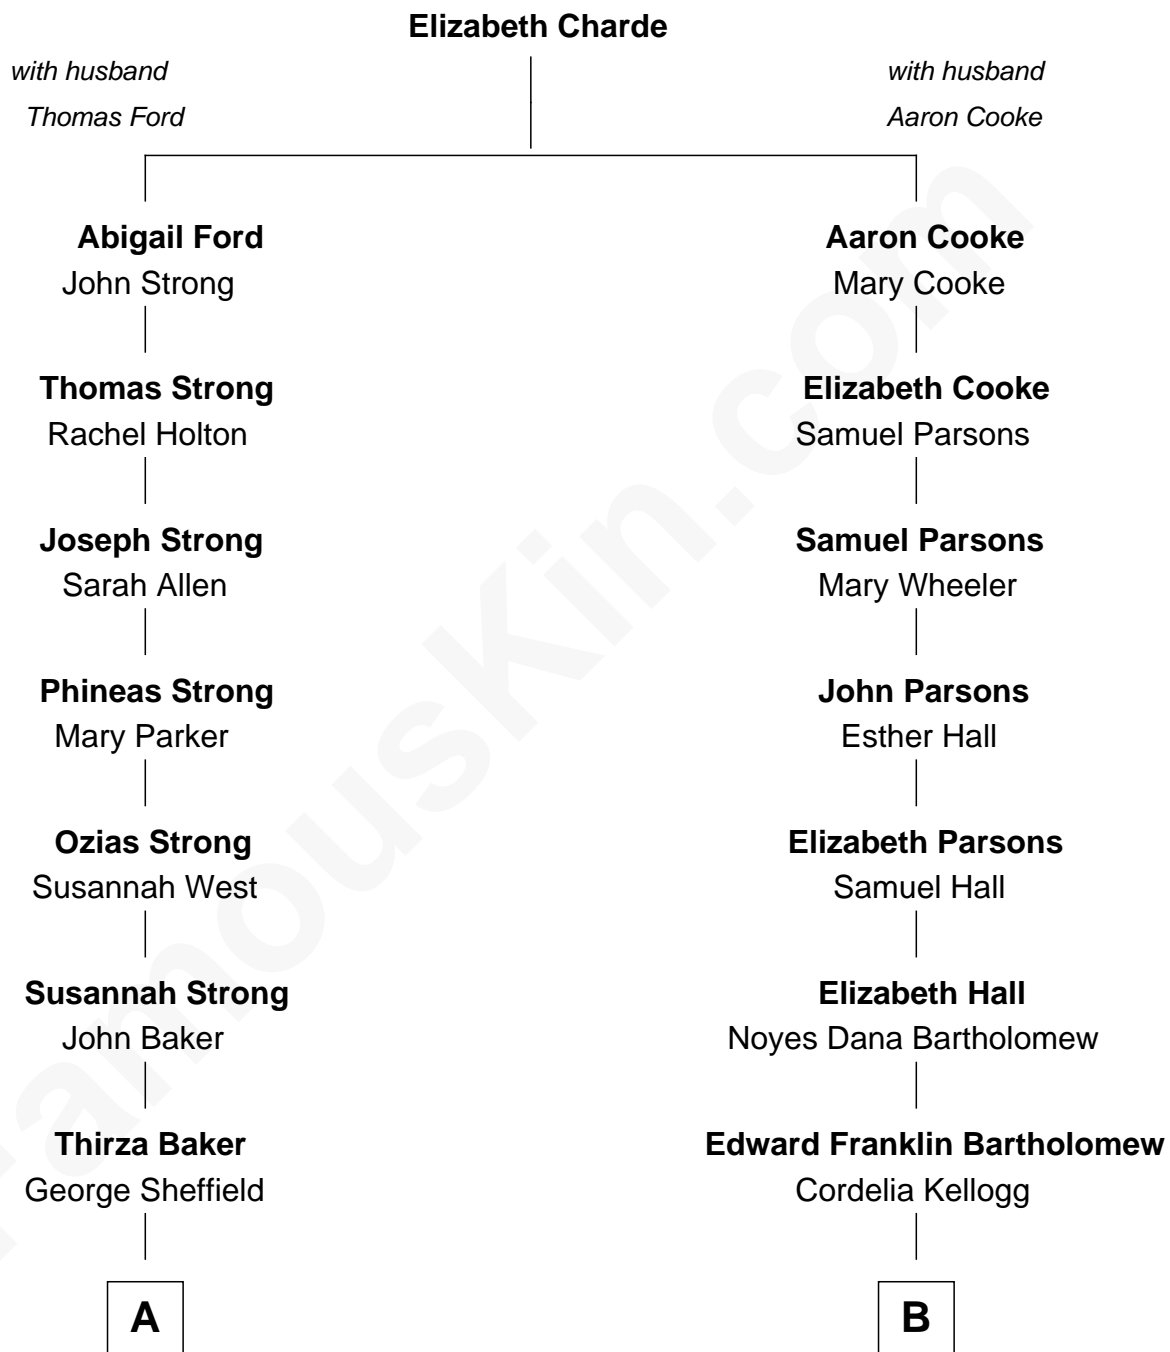 Elizabeth Charde
with husband
Thomas Ford
with husband
Aaron Cooke
Abigail Ford
John Strong
Aaron Cooke
Mary Cooke
Thomas Strong
Rachel Holton
Elizabeth Cooke
Samuel Parsons
Joseph Strong
Sarah Allen
Samuel Parsons
Mary Wheeler
Phineas Strong
Mary Parker
John Parsons
Esther Hall
Ozias Strong
Susannah West
Elizabeth Parsons
Samuel Hall
Susannah Strong
John Baker
Elizabeth Hall
Noyes Dana Bartholomew
Thirza Baker
George Sheffield
Edward Franklin Bartholomew
Cordelia Kellogg
A
B
FamousKin.com